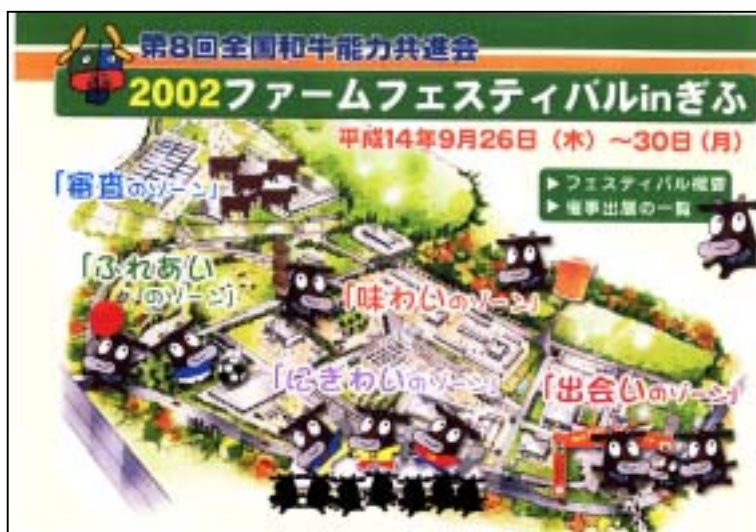 第8回全国和牛能力共進会
2002ファームフェスティバルinぎふ
平成14年9月26日（木）～30日（月）
▶フェスティバル概要
▶催事出展の一覧
「審査のゾーン」
「ふれあい
のゾーン」
「味わいのゾーン」
「にぎわいのゾーン」
「出会いのゾーン」